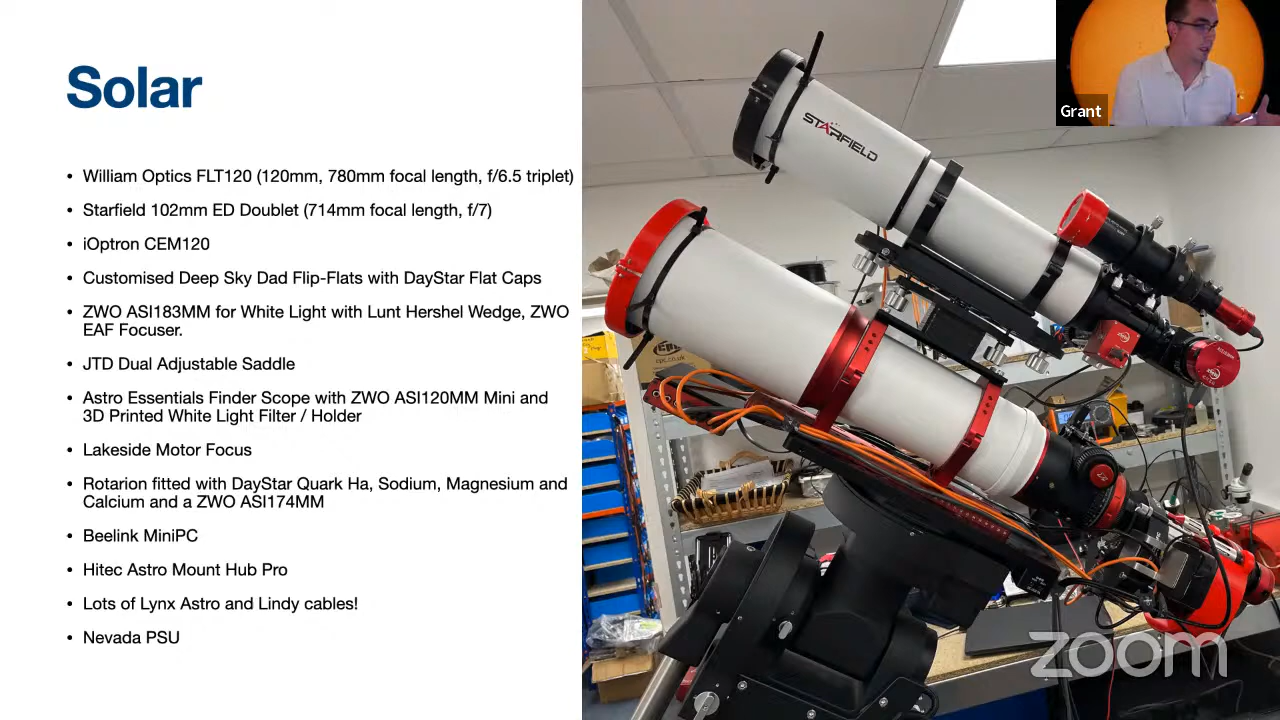 Solar
• William Optics FLT120 (120mm, 780mm focal length, f/6.5 triplet)
• Starfield 102mm ED Doublet (714mm focal length, f/7)
• iOptron CEM120
• Customised Deep Sky Dad Flip-Flats with DayStar Flat Caps
• ZWO ASI183MM for White Light with Lunt Hershel Wedge, ZWO
EAF Focuser.
• JTD Dual Adjustable Saddle
• Astro Essentials Finder Scope with ZWO ASI120MM Mini and
3D Printed White Light Filter / Holder
• Lakeside Motor Focus
• Rotarion fitted with DayStar Quark Ha, Sodium, Magnesium and
Calcium and a ZWO ASI174MM
• Beelink MiniPC
• Hitec Astro Mount Hub Pro
• Lots of Lynx Astro and Lindy cables!
• Nevada PSU
STARFIELD
Grant
zoom